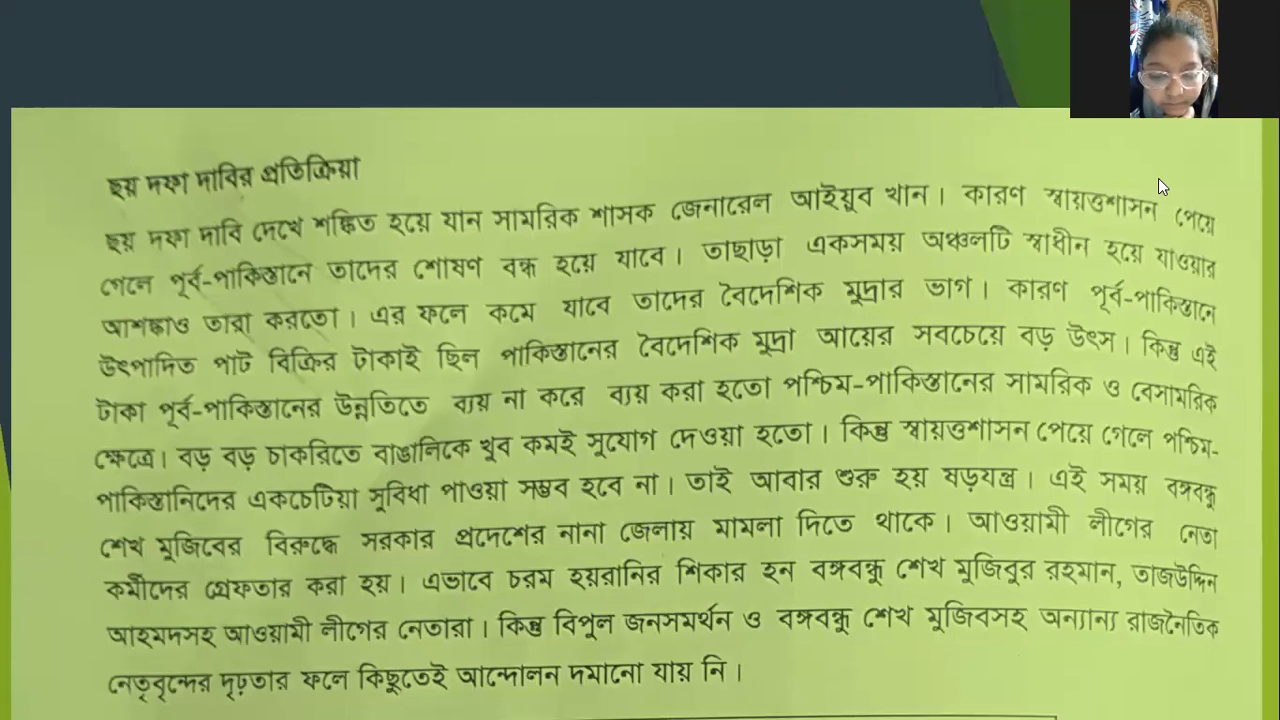 ছয় দফা দাবির প্রতিক্রিয়া
ছয় দফা দাবি দেখে শঙ্কিত হয়ে যান সামরিক শাসক জেনারেল আইয়ুব খান। কারণ স্বায়ত্তশাসন পেয়ে
গেলে পূর্ব-পাকিস্তানে তাদের শোষণ বন্ধ হয়ে যাবে। তাছাড়া একসময় অঞ্চলটি স্বাধীন হয়ে যাওয়ার
আশঙ্কাও তারা করতো। এর ফলে কমে যাবে তাদের বৈদেশিক মুদ্রার ভাগ। কারণ পূর্ব-পাকিস্তানে
উৎপাদিত পাট বিক্রির টাকাই ছিল পাকিস্তানের বৈদেশিক মুদ্রা আয়ের সবচেয়ে বড় উৎস। কিন্তু এই
টাকা পূর্ব-পাকিস্তানের উন্নতিতে ব্যয় না করে ব্যয় করা হতো পশ্চিম-পাকিস্তানের সামরিক ও বেসামরিক
ক্ষেত্রে। বড় বড় চাকরিতে বাঙালিকে খুব কমই সুযোগ দেওয়া হতো। কিন্তু স্বায়ত্তশাসন পেয়ে গেলে পশ্চিম-
পাকিস্তানিদের একচেটিয়া সুবিধা পাওয়া সম্ভব হবে না। তাই আবার শুরু হয় ষড়যন্ত্র। এই সময় বঙ্গবন্ধু
শেখ মুজিবের বিরুদ্ধে সরকার প্রদেশের নানা জেলায় মামলা দিতে থাকে। আওয়ামী লীগের নেতা
কর্মীদের গ্রেফতার করা হয়। এভাবে চরম হয়রানির শিকার হন বঙ্গবন্ধু শেখ মুজিবুর রহমান, তাজউদ্দিন
আহমদসহ আওয়ামী লীগের নেতারা। কিন্তু বিপুল জনসমর্থন ও বঙ্গবন্ধু শেখ মুজিবসহ অন্যান্য রাজনৈতিক
নেতৃবৃন্দের দৃঢ়তার ফলে কিছুতেই আন্দোলন দমানো যায় নি।